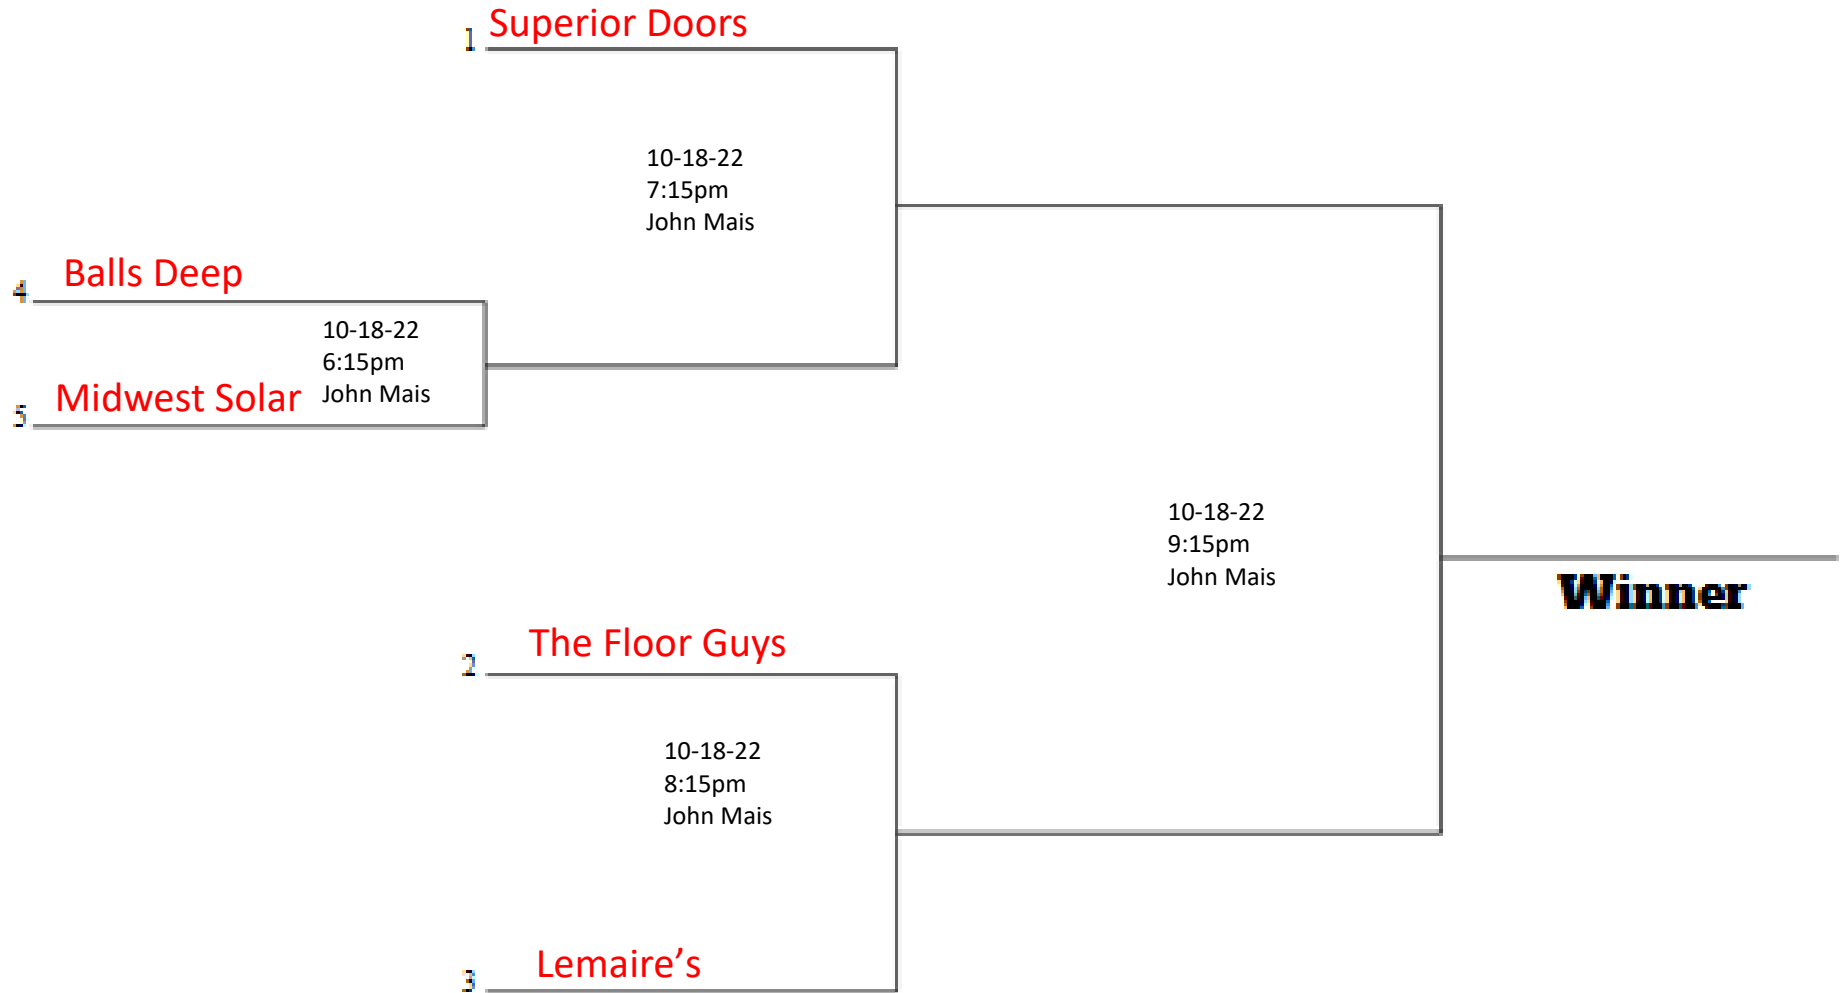 1 Superior Doors
10-18-22
7:15pm
John Mais
4 Balls Deep
10-18-22
6:15pm
John Mais
5 Midwest Solar
10-18-22
9:15pm
John Mais
Winner
2 The Floor Guys
10-18-22
8:15pm
John Mais
3 Lemaire’s